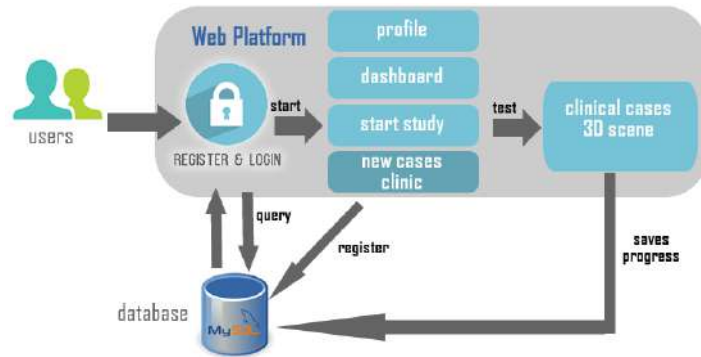 Web Platform
profile
dashboard
start study
new cases
clinic
users
REGISTER & LOGIN
start
test
clinical cases
3D scene
query
register
saves
progress
database
MySQL